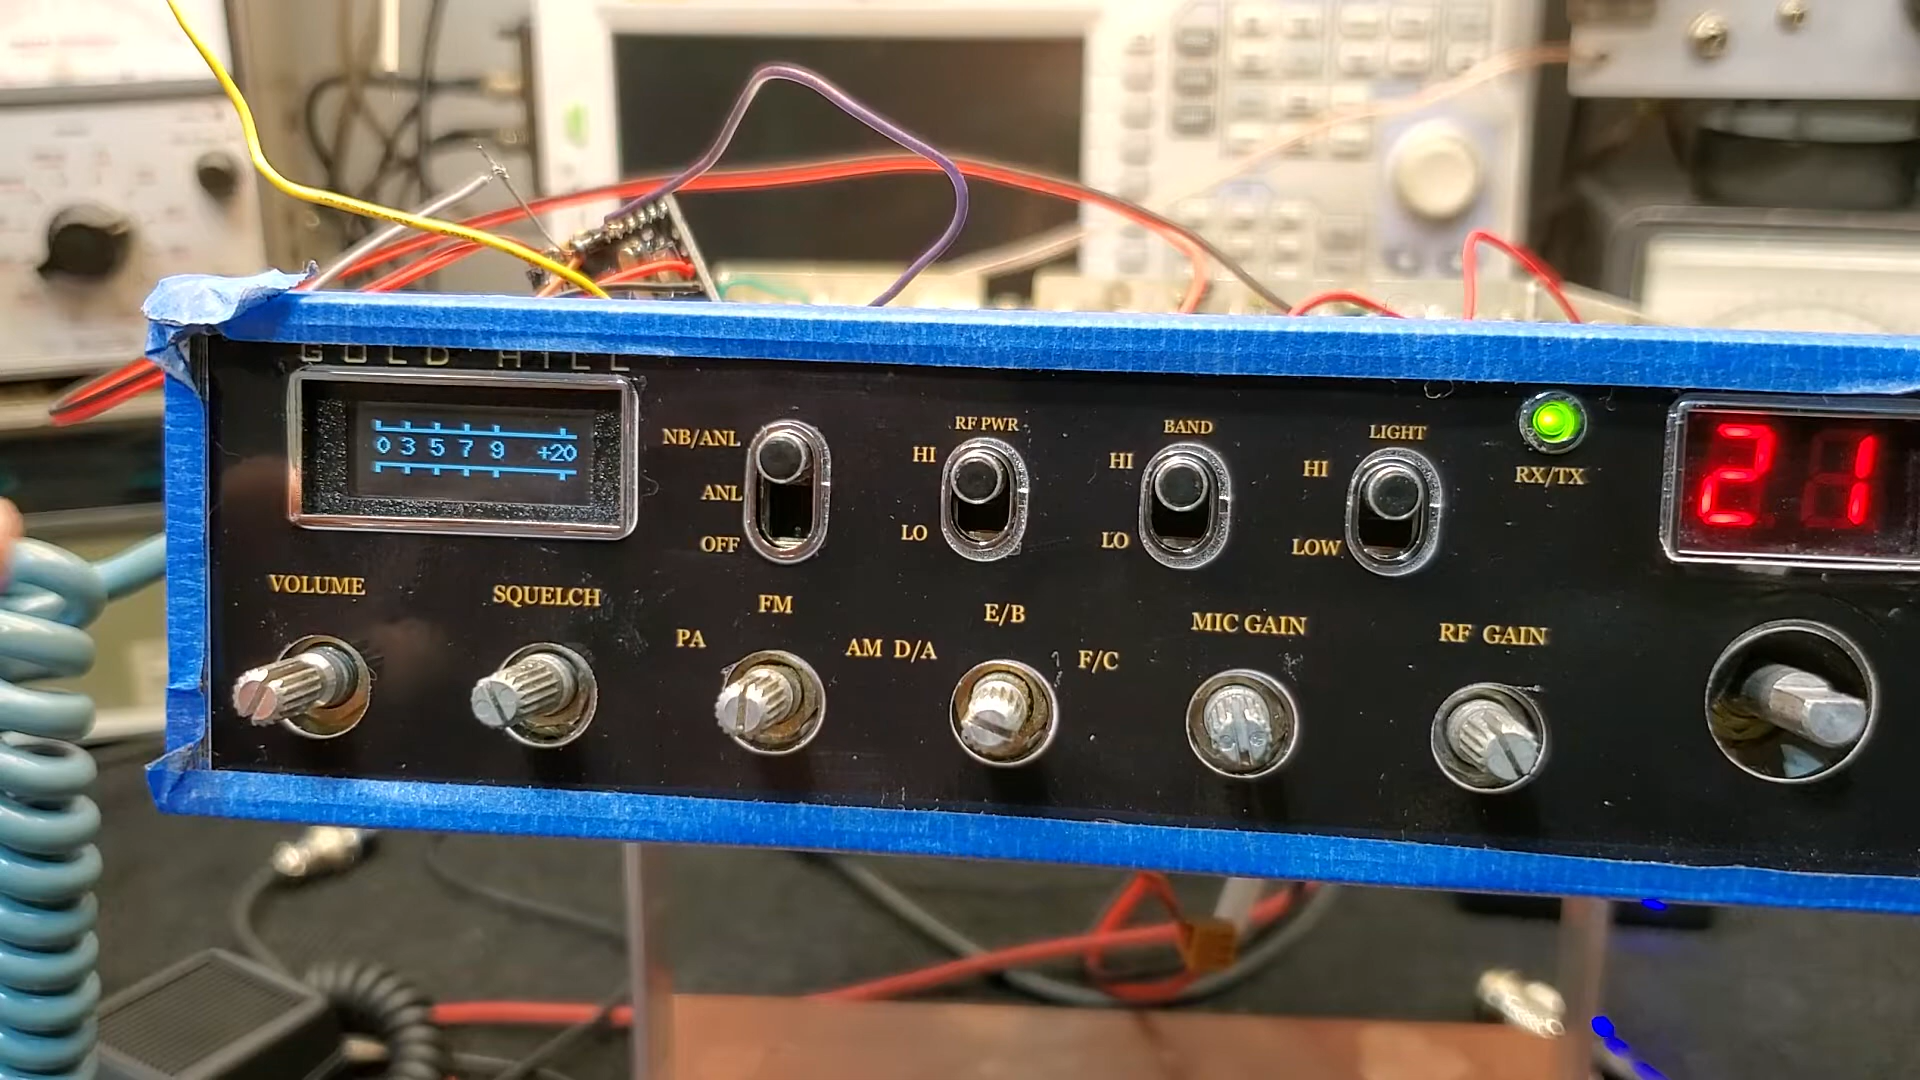 GOLD HILL
0 3 5 7 9 +20
NB/ANL
ANL
OFF
RF PWR
HI
LO
BAND
HI
LO
LIGHT
HI
LOW
RX/TX
21
VOLUME
SQUELCH
PA
FM
AM
D/A
E/B
F/C
MIC GAIN
RF GAIN